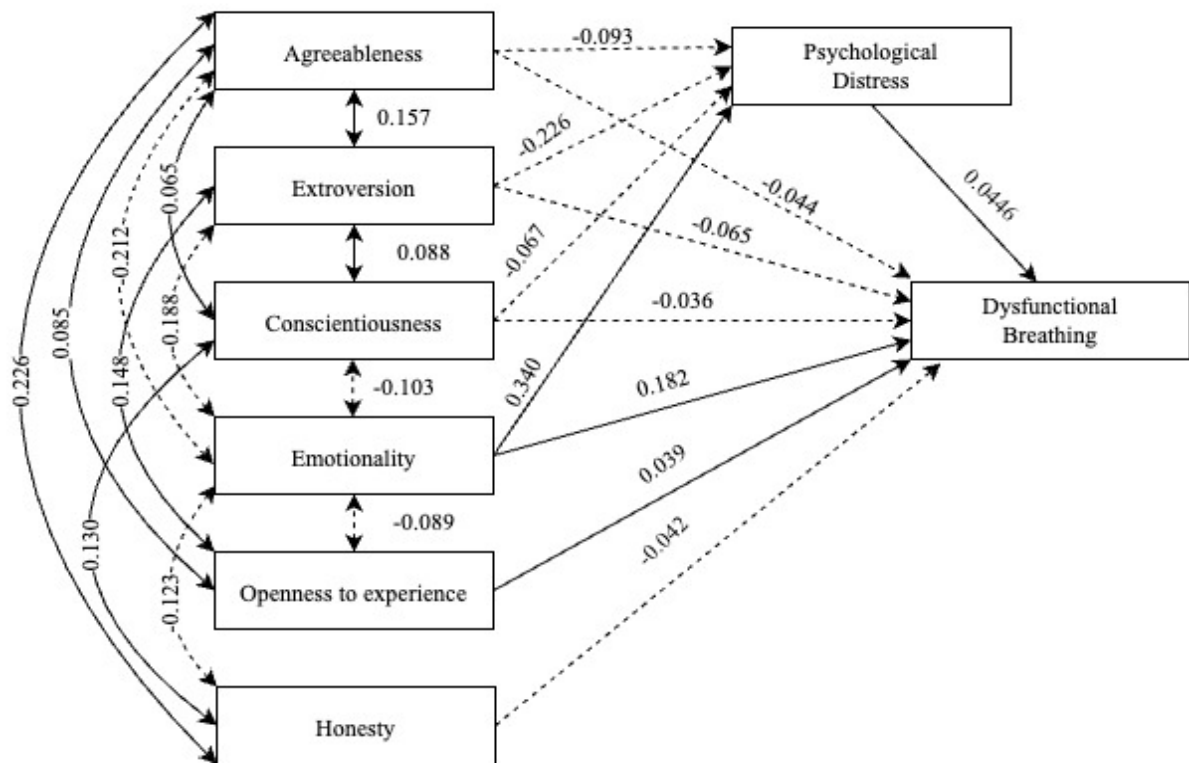 Agreeableness
-0.093
Psychological
Distress
0.157
-0.226
Extroversion
0.065
-0.044
0.0446
-0.212
0.088
-0.067
-0.065
Conscientiousness
-0.036
Dysfunctional
Breathing
0.085
-0.188
0.226
0.148
-0.103
0.340
0.182
Emotionality
0.039
0.130
-0.089
-0.042
-0.123
Openness to experience
Honesty